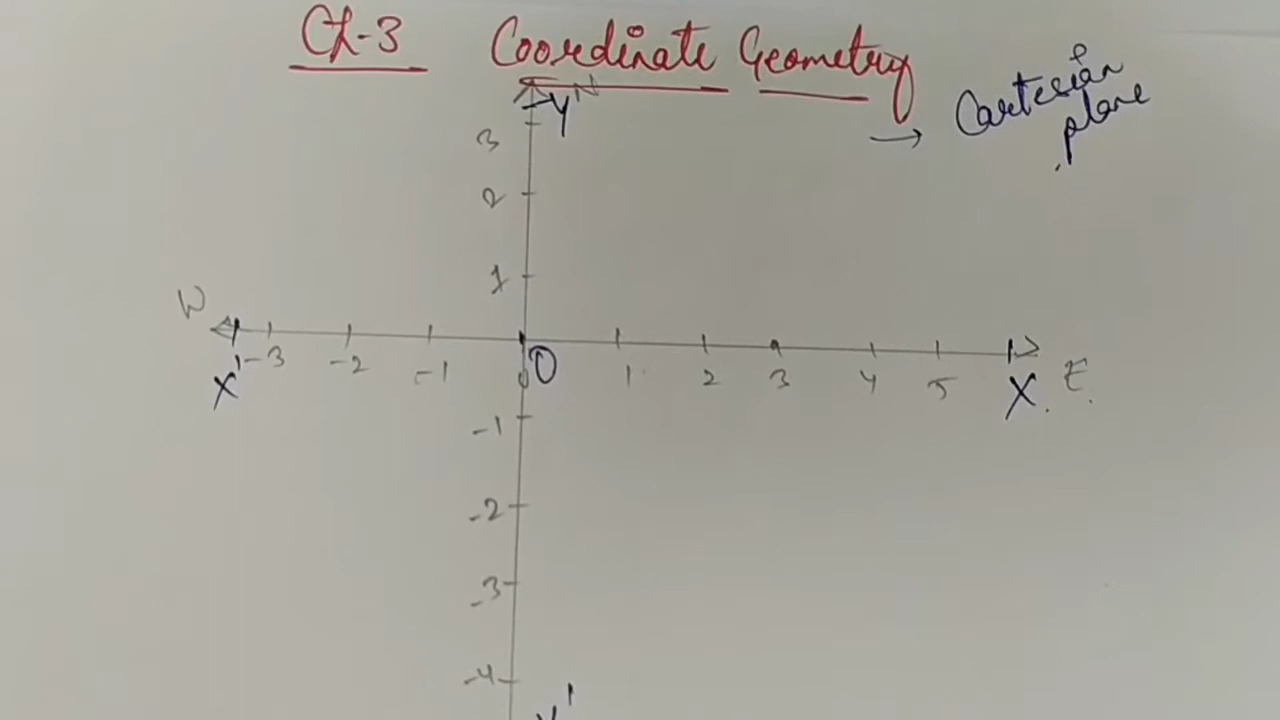 Ch-3 Coordinate Geometry
→ Cartesian
plane
N
Y
3
2
1
W
-3 -2 -1 0 O 1 2 3 4 5
X' X E
-1
-2
-3
-4
Y'